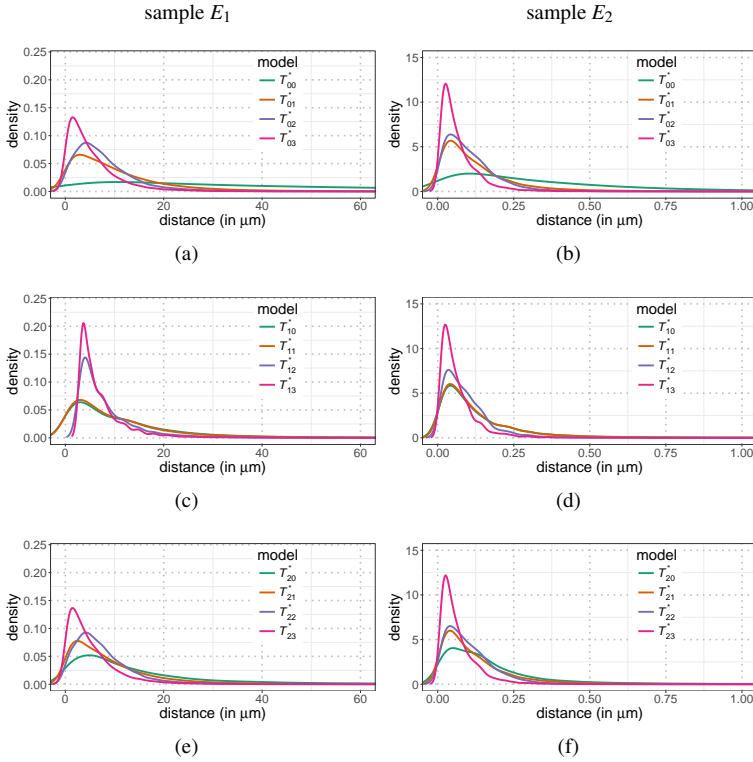 sample E₁ sample E₂
0.25
0.20
0.15
0.10
0.05
0.00
density
model
T*₀₀
T*₀₁
T*₀₂
T*₀₃
0 20 40 60
distance (in μm)
(a)
15
10
5
0
density
model
T*₀₀
T*₀₁
T*₀₂
T*₀₃
0.00 0.25 0.50 0.75 1.00
distance (in μm)
(b)
0.25
0.20
0.15
0.10
0.05
0.00
density
model
T*₁₀
T*₁₁
T*₁₂
T*₁₃
0 20 40 60
distance (in μm)
(c)
15
10
5
0
density
model
T*₁₀
T*₁₁
T*₁₂
T*₁₃
0.00 0.25 0.50 0.75 1.00
distance (in μm)
(d)
0.25
0.20
0.15
0.10
0.05
0.00
density
model
T*₂₀
T*₂₁
T*₂₂
T*₂₃
0 20 40 60
distance (in μm)
(e)
15
10
5
0
density
model
T*₂₀
T*₂₁
T*₂₂
T*₂₃
0.00 0.25 0.50 0.75 1.00
distance (in μm)
(f)